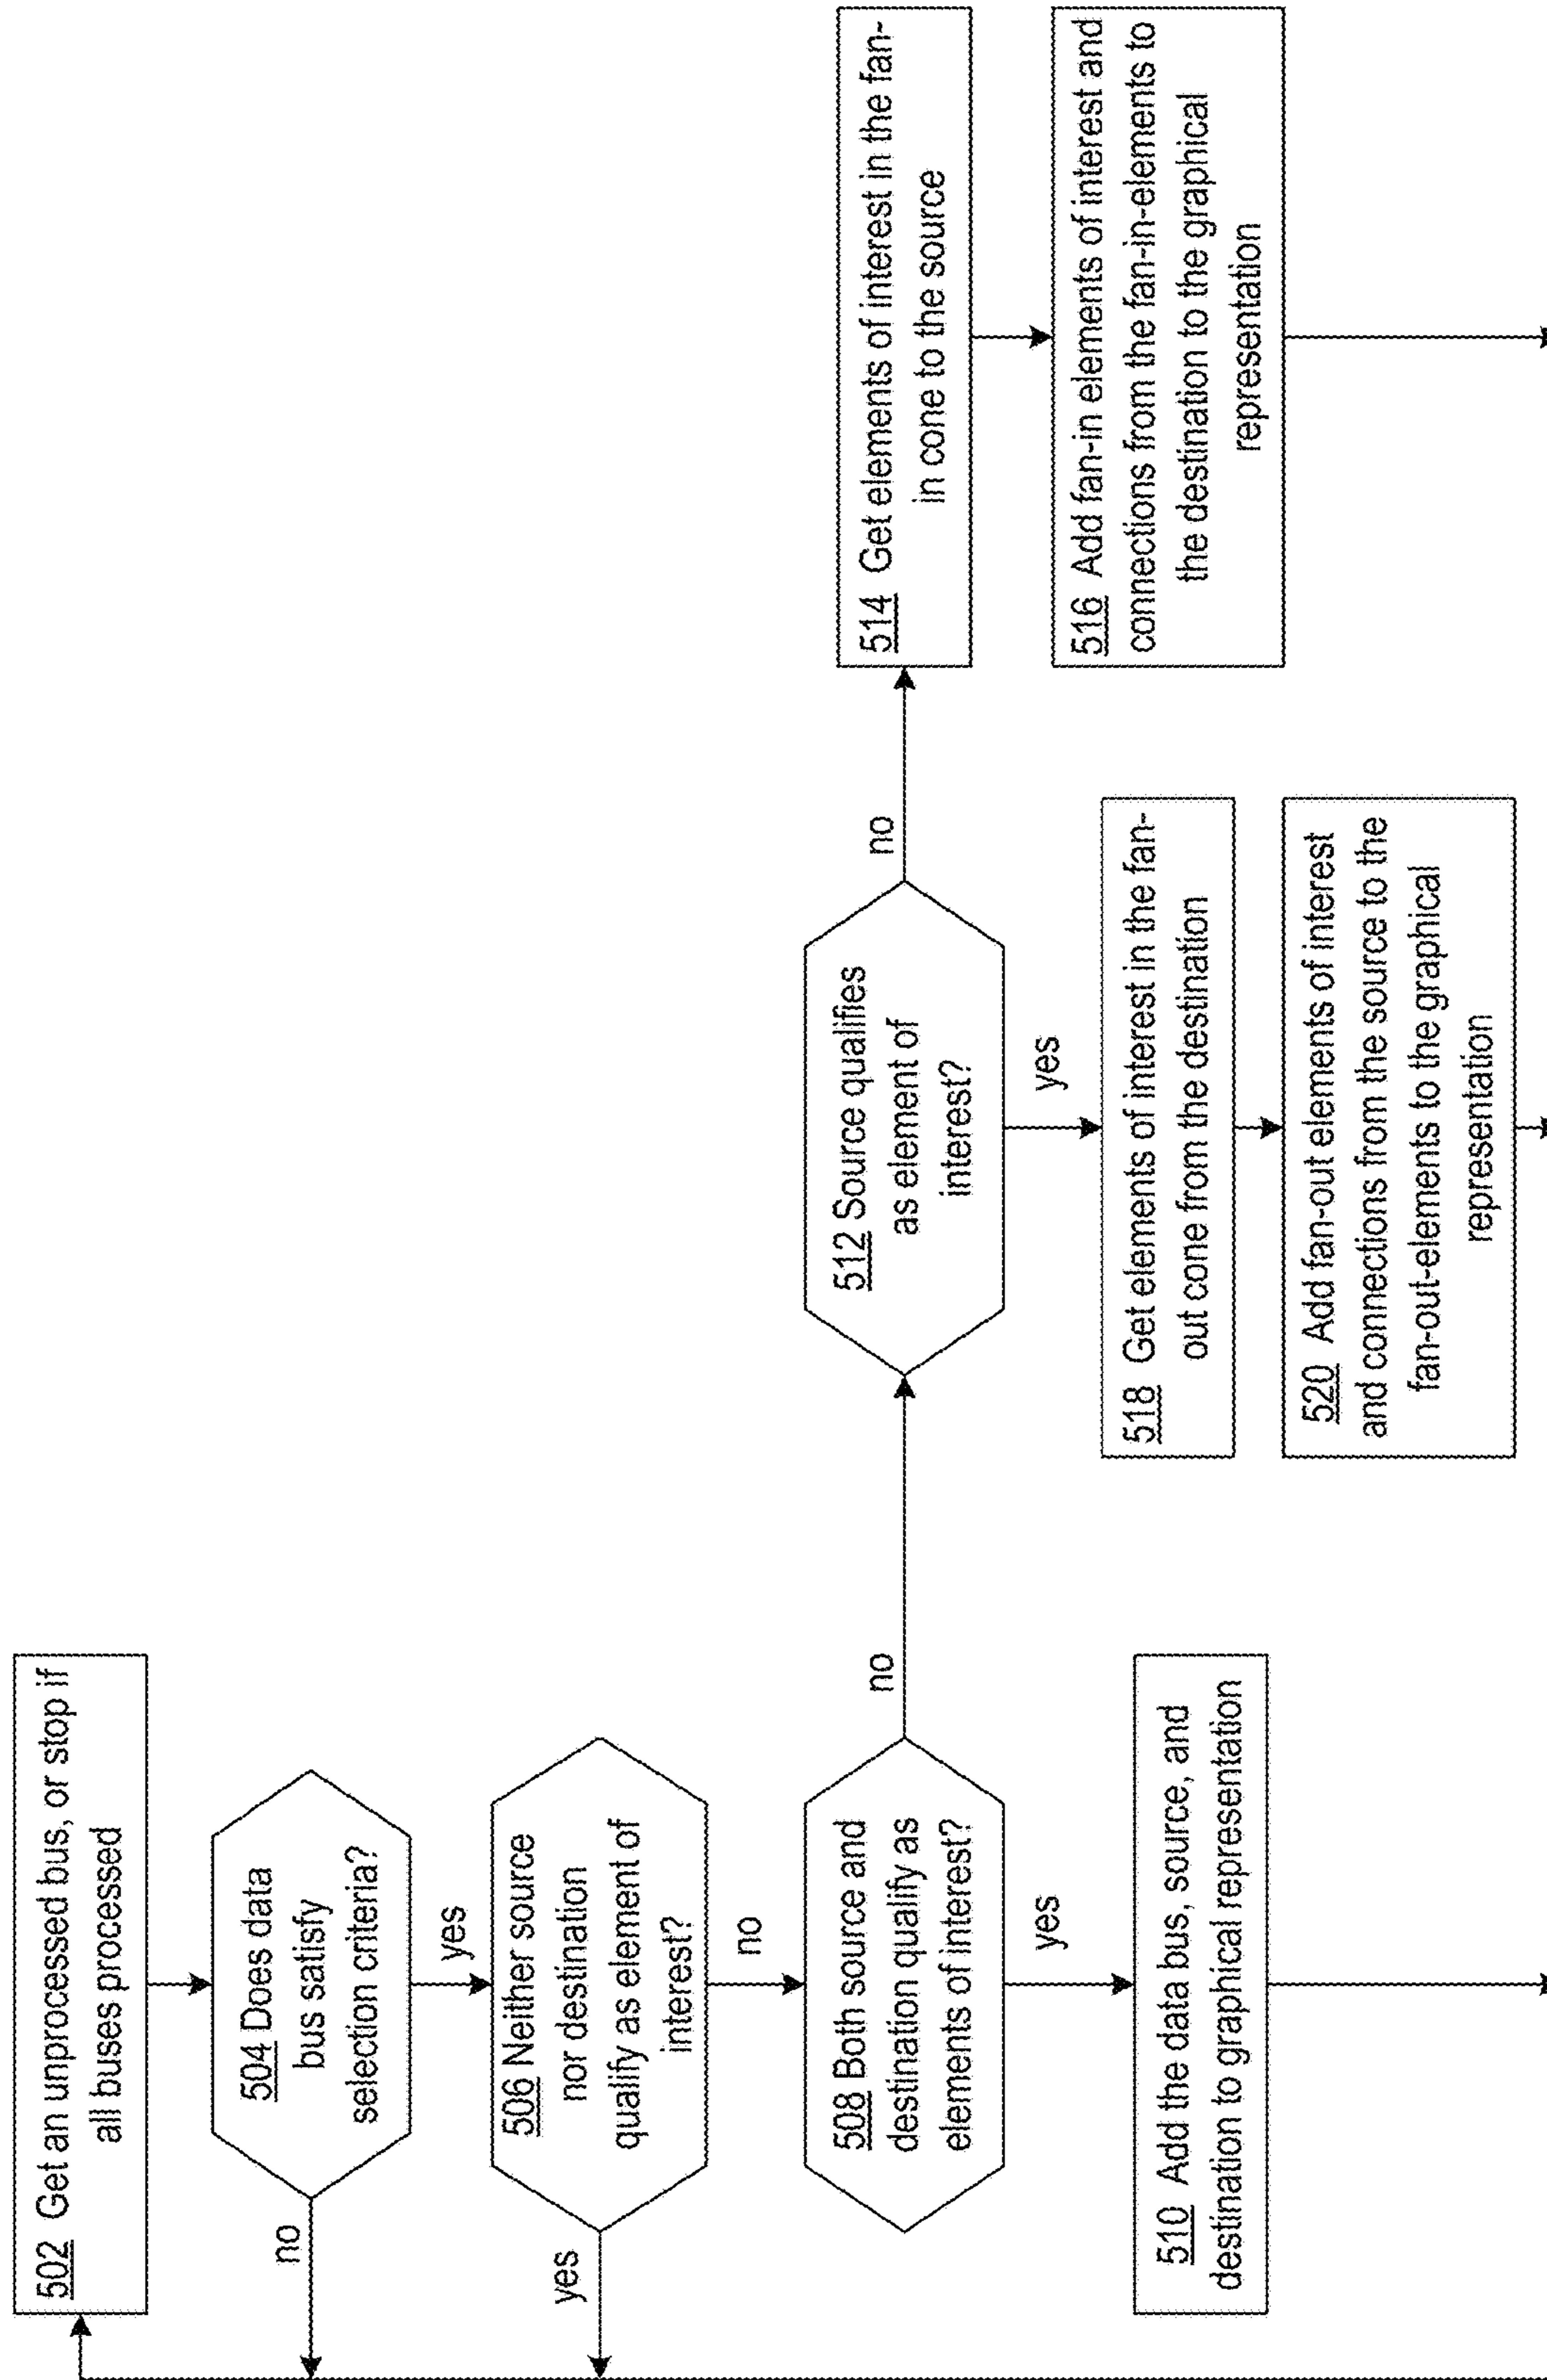 502 Get an unprocessed bus, or stop if
all buses processed
504 Does data
bus satisfy
selection criteria?
no
yes
506 Neither source
nor destination
qualify as element of
interest?
yes
no
508 Both source and
destination qualify as
elements of interest?
no
yes
510 Add the data bus, source, and
destination to graphical representation
512 Source qualifies
as element of
interest?
no
yes
514 Get elements of interest in the fan-
in cone to the source
516 Add fan-in elements of interest and
connections from the fan-in-elements to
the destination to the graphical
representation
518 Get elements of interest in the fan-
out cone from the destination
520 Add fan-out elements of interest
and connections from the source to the
fan-out-elements to the graphical
representation